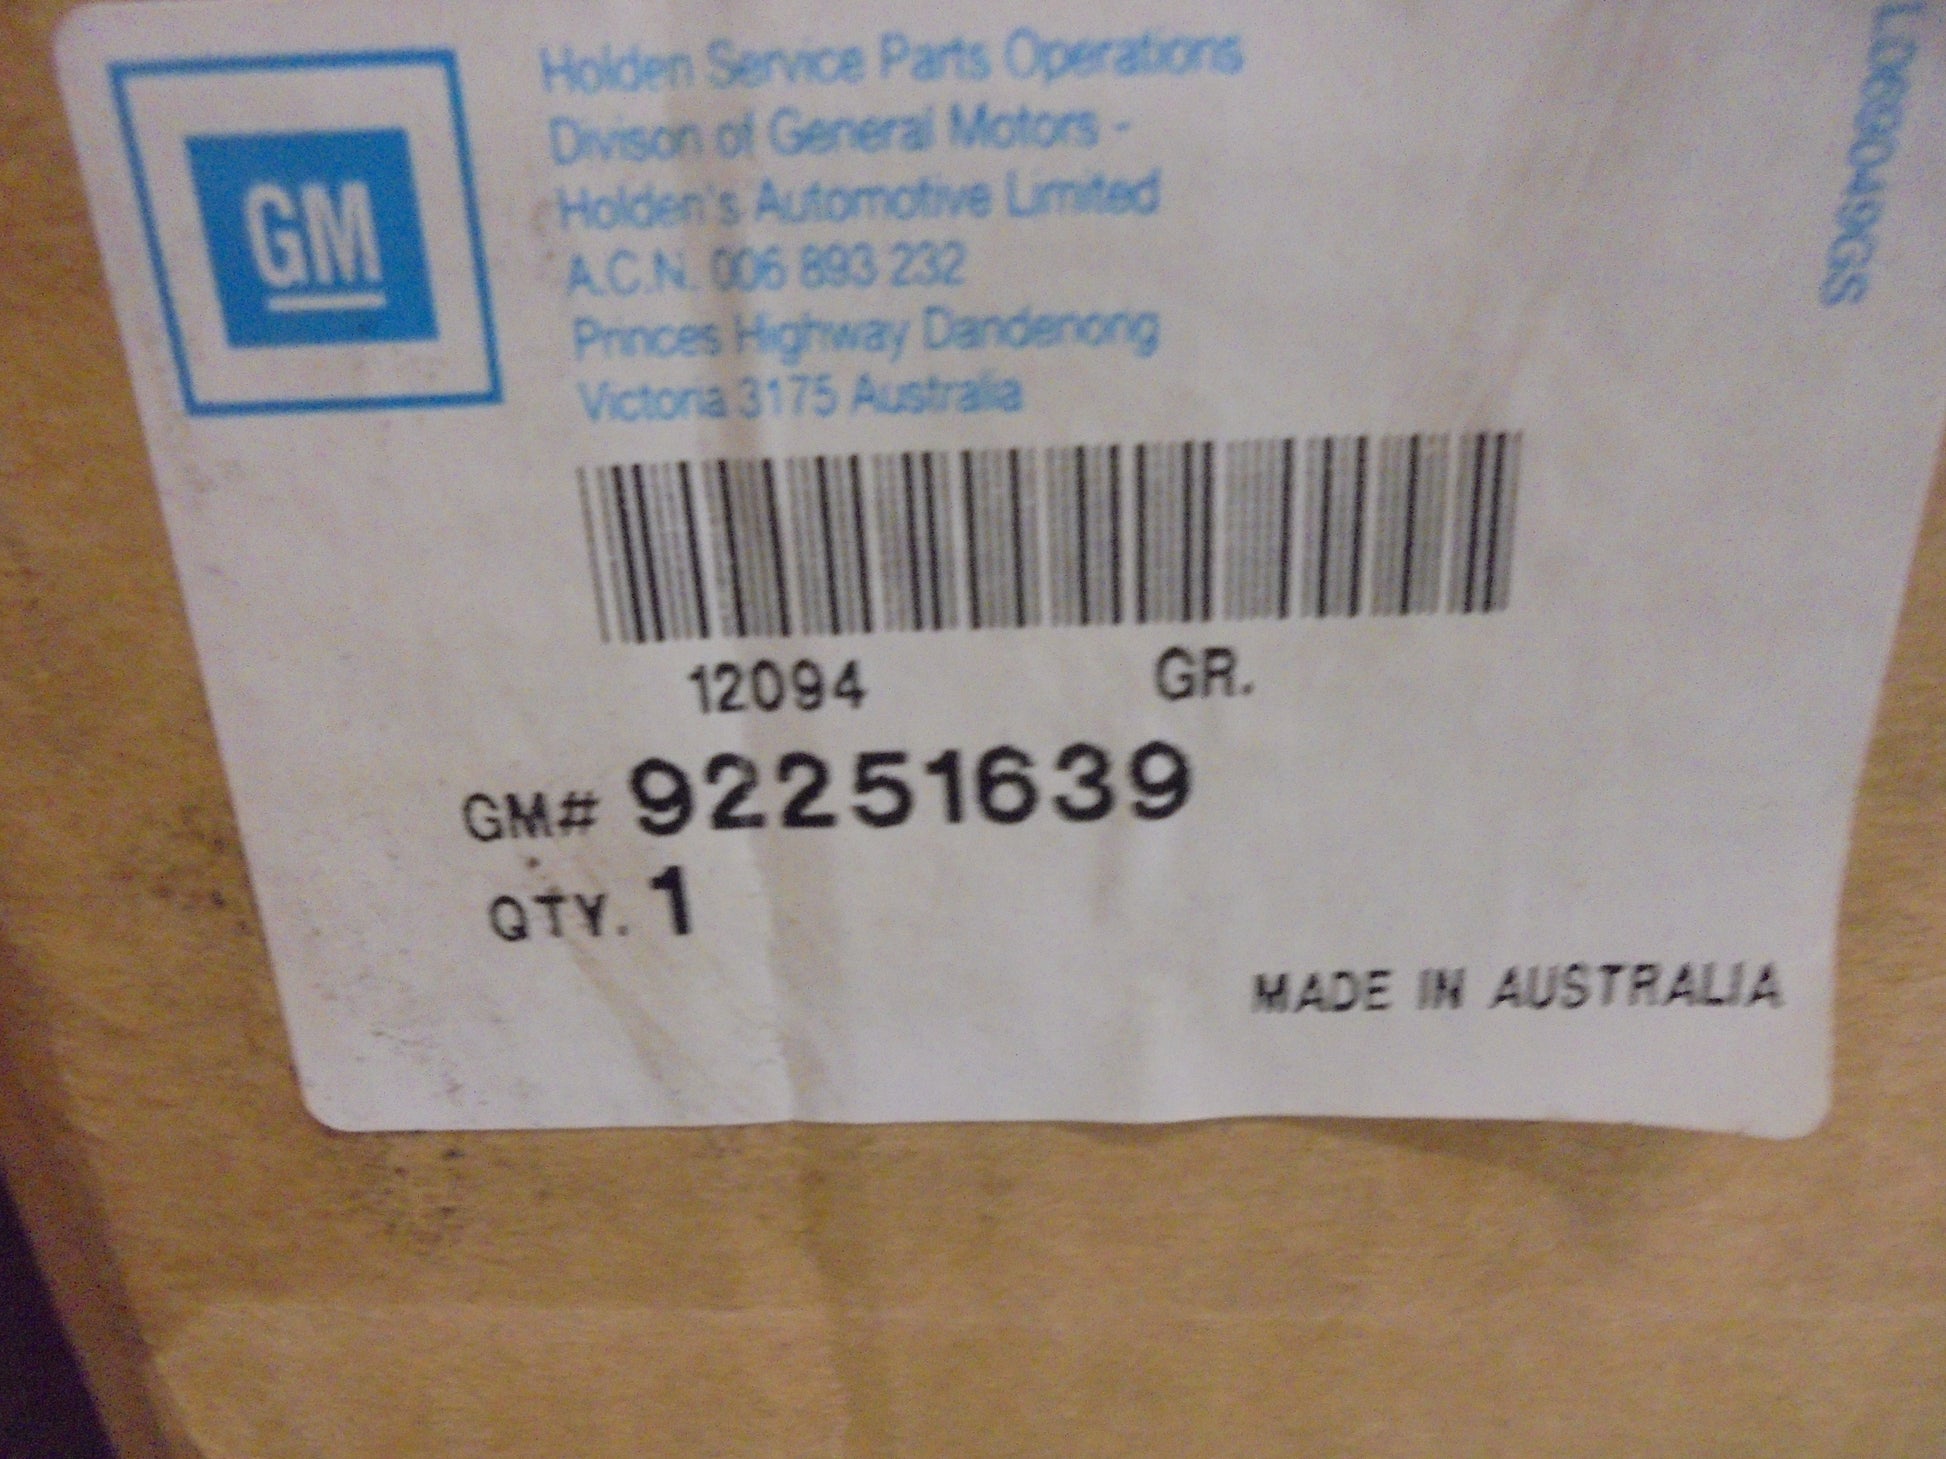 GM
Holden Service Parts Operations
Divison of General Motors -
Holden's Automotive Limited
A.C.N. 006 893 232
Princes Highway Dandenong
Victoria 3175 Australia
12094 GR.
GM# 92251639
QTY. 1
MADE IN AUSTRALIA